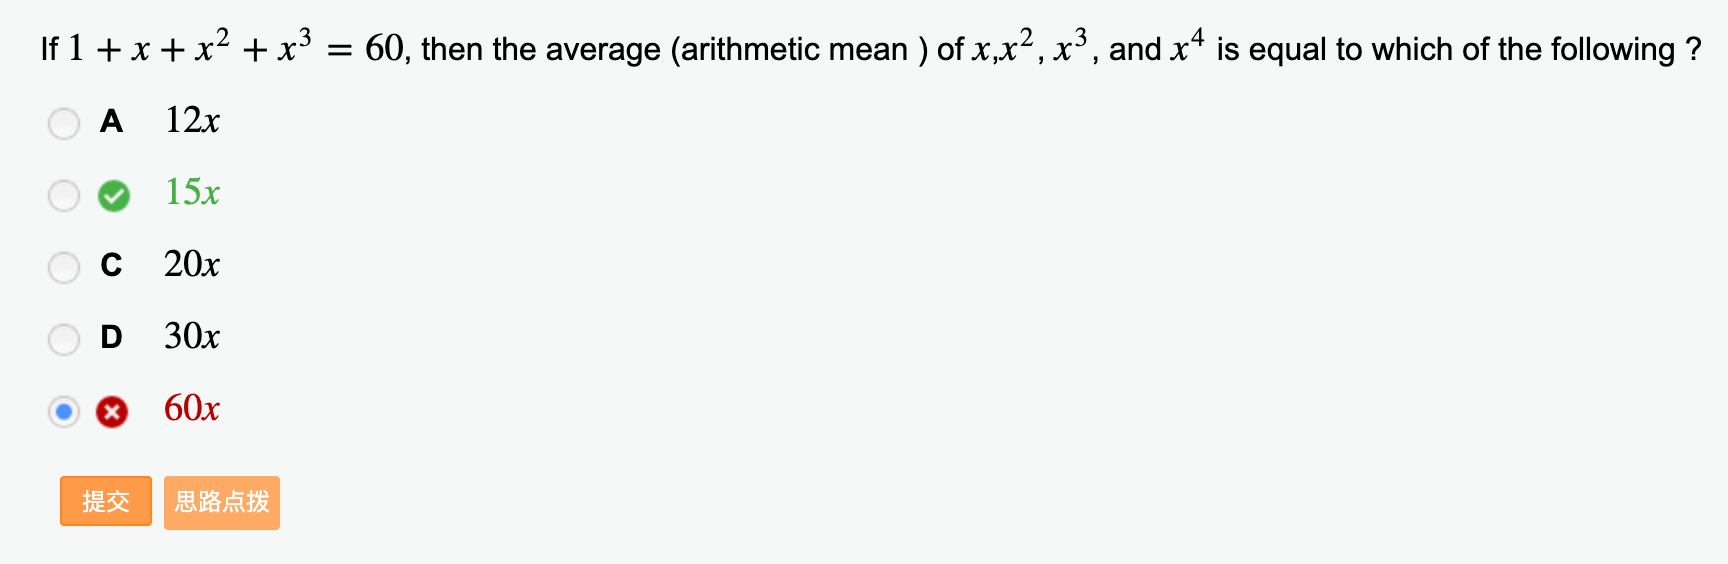 If 1 + x + x² + x³ = 60, then the average (arithmetic mean ) of x,x², x³, and x⁴ is equal to which of the following ?
A 12x
15x
C 20x
D 30x
60x
提交 思路点拨